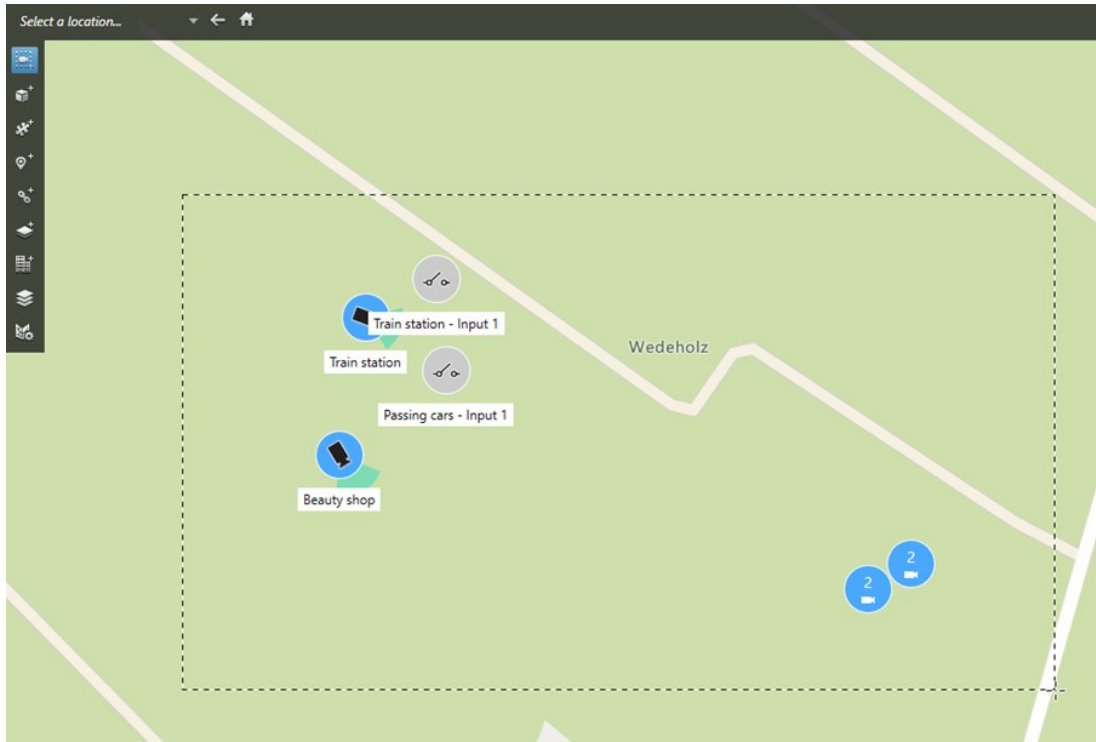 Select a location...
Train station - Input 1
Train station
Wedeholz
Passing cars - Input 1
Beauty shop
2
2